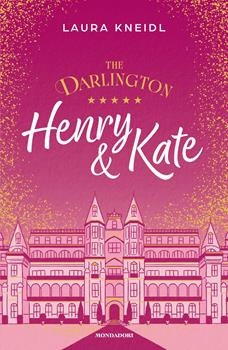 LAURA KNEIDL
THE
DARLINGTON
Henry
& Kate
MONDADORI